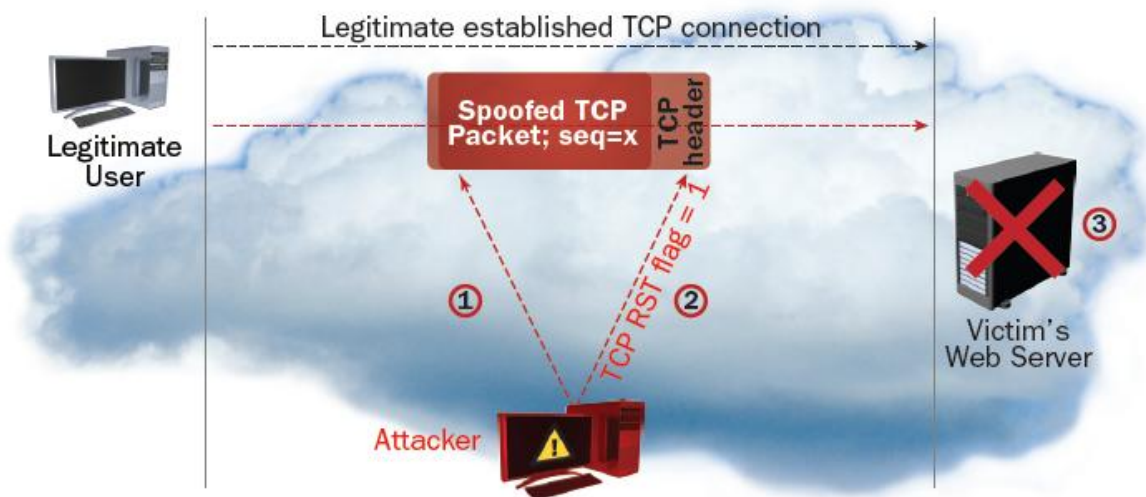 Legitimate established TCP connection
Spoofed TCP
Packet; seq=x
TCP
header
Legitimate
User
TCP RST flag = 1
1
2
3
Victim's
Web Server
Attacker
!